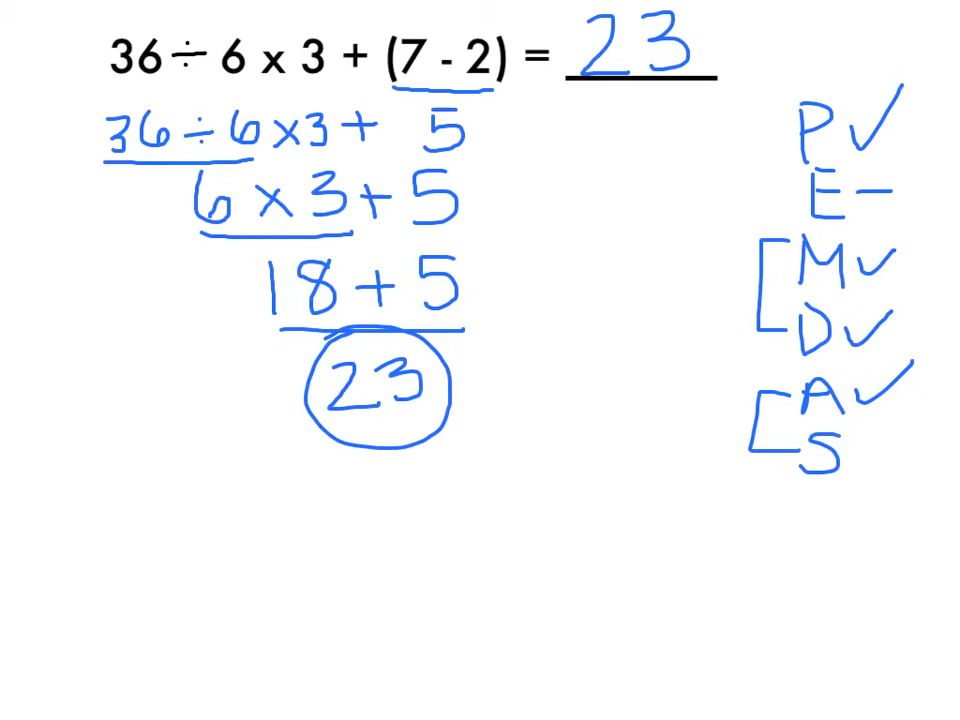 36 ÷ 6 x 3 + (7 - 2) = 23
36 ÷ 6 x 3 + 5
6 x 3 + 5
18 + 5
23
P ✓
E –
M ✓
D ✓
A ✓
S